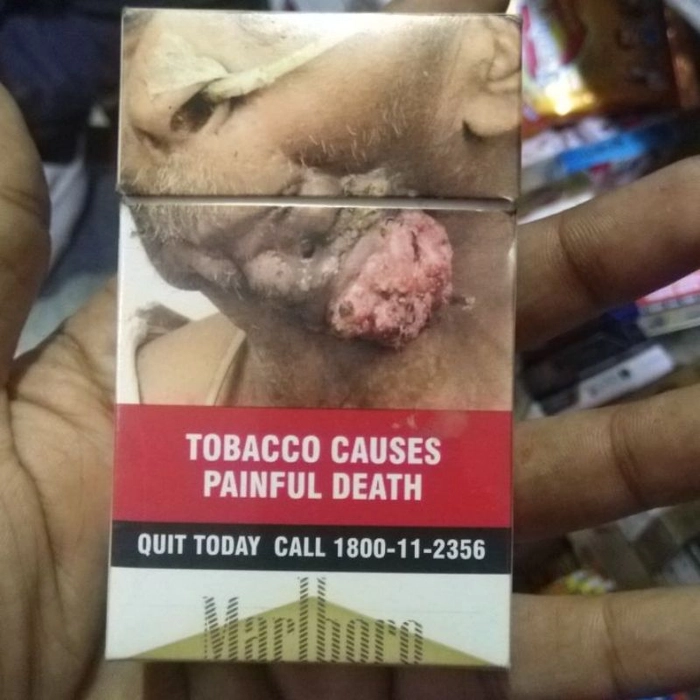 TOBACCO CAUSES
PAINFUL DEATH
QUIT TODAY CALL 1800-11-2356
Marlboro